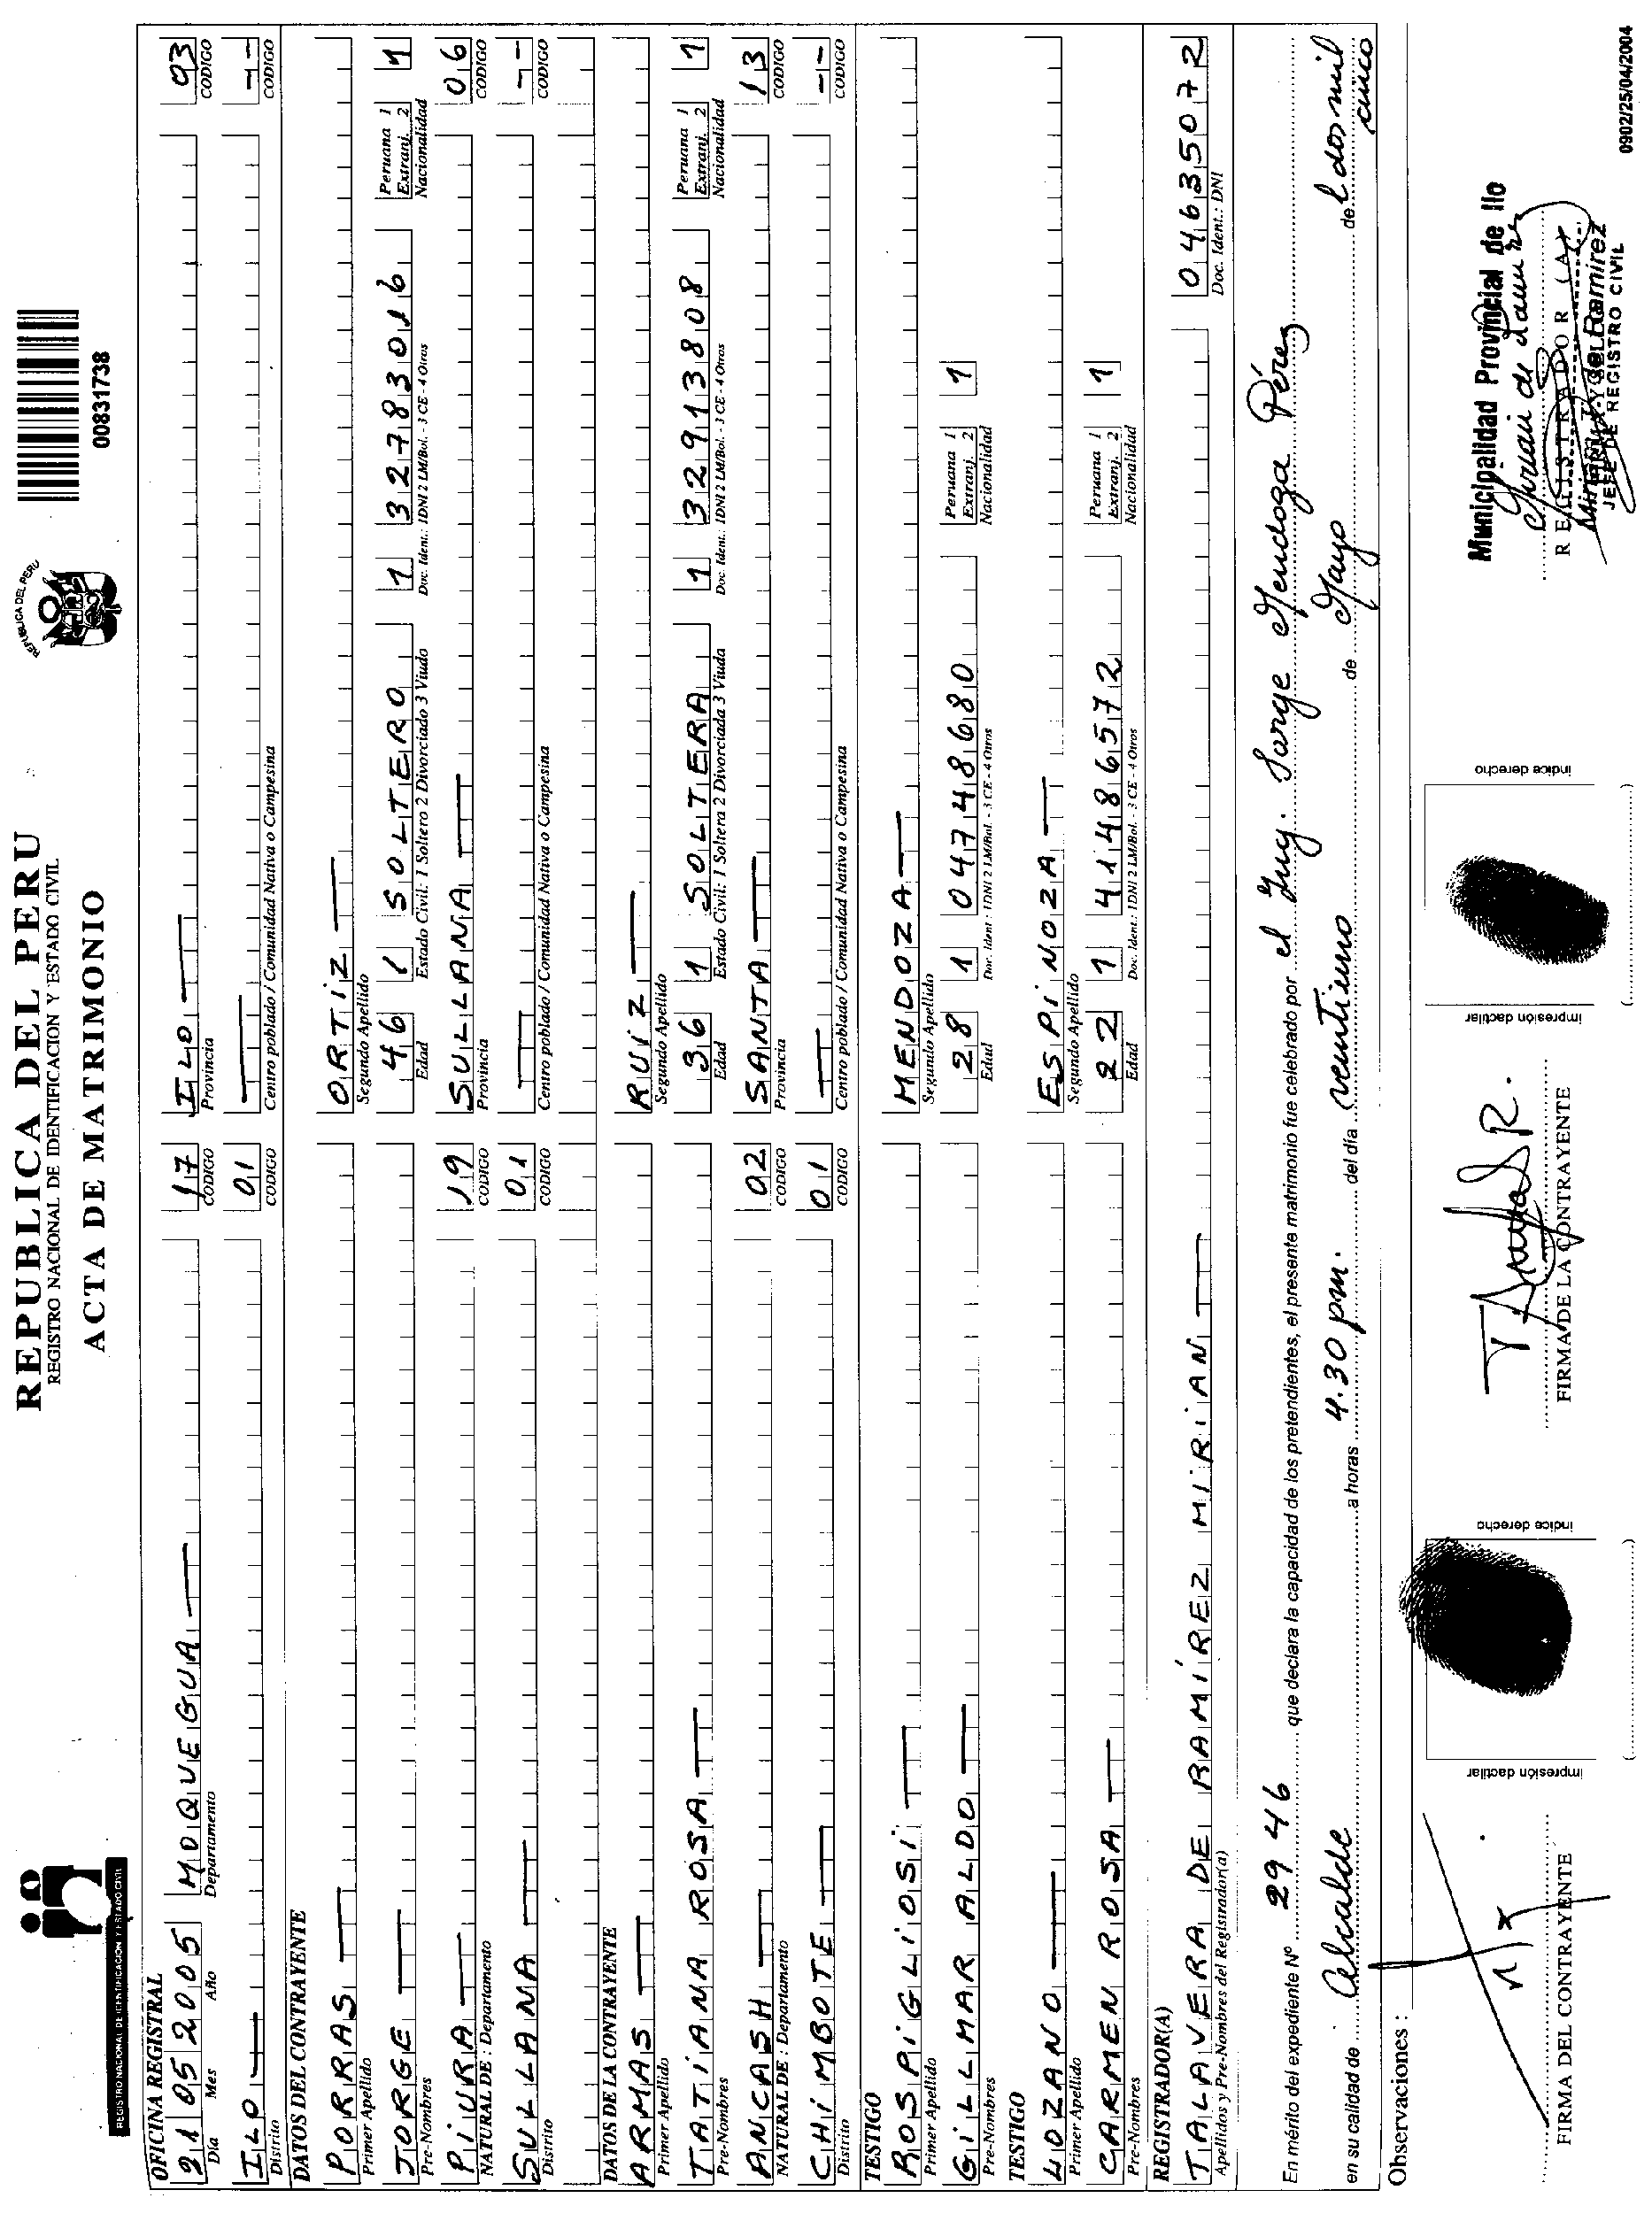 REPUBLICA DEL PERU
REGISTRO NACIONAL DE IDENTIFICACION Y ESTADO CIVIL
ACTA DE MATRIMONIO
REGISTRO NACIONAL DE IDENTIFICACION Y ESTADO CIVIL
REPUBLICA DEL PERU
00831738
OFICINA REGISTRAL
21 05 2005 MOQUEGUA 17 ILO 03
Día Mes Año Departamento CODIGO Provincia CODIGO
ILO 01 --
Distrito CODIGO Centro poblado / Comunidad Nativa o Campesina CODIGO
DATOS DEL CONTRAYENTE
PORRAS ORTIZ
Primer Apellido Segundo Apellido
JORGE 46 1 SOLTERO 1 32783016 Peruana 1 Extranj. 2 1
Pre-Nombres Edad Estado Civil: 1 Soltero 2 Divorciado 3 Viudo Doc. Ident.: 1DNI 2 LM/Bol. - 3 CE - 4 Otros Nacionalidad
PIURA 19 SULLANA 06
NATURAL DE : Departamento CODIGO Provincia CODIGO
SULLANA 01 --
Distrito CODIGO Centro poblado / Comunidad Nativa o Campesina CODIGO
DATOS DE LA CONTRAYENTE
ARMAS RUIZ
Primer Apellido Segundo Apellido
TATIANA ROSA 36 1 SOLTERA 1 32913808 Peruana 1 Extranj. 2 1
Pre-Nombres Edad Estado Civil: 1 Soltera 2 Divorciada 3 Viuda Doc. Ident.: 1DNI 2 LM/Bol. - 3 CE - 4 Otros Nacionalidad
ANCASH 02 SANTA 13
NATURAL DE : Departamento CODIGO Provincia CODIGO
CHIMBOTE 01 --
Distrito CODIGO Centro poblado / Comunidad Nativa o Campesina CODIGO
TESTIGO
ROSPIGLIOSI MENDOZA
Primer Apellido Segundo Apellido
GILLMAR ALDO 28 1 04748680 Peruana 1 Extranj. 2 1
Pre-Nombres Edad Doc. Ident.: 1DNI 2 LM/Bol. - 3 CE - 4 Otros Nacionalidad
TESTIGO
LOZANO ESPINOZA
Primer Apellido Segundo Apellido
CARMEN ROSA 22 1 41486572 Peruana 1 Extranj. 2 1
Pre-Nombres Edad Doc. Ident.: 1DNI 2 LM/Bol. - 3 CE - 4 Otros Nacionalidad
REGISTRADOR(A)
TALAVERA DE RAMÍREZ MIRIAN 04635072
Apellidos y Pre-Nombres del Registrador(a) Doc. Ident.: DNI
En mérito del expediente Nº 2946 que declara la capacidad de los pretendientes, el presente matrimonio fue celebrado por el Ing. Jorge Mendoza Pérez
en su calidad de Alcalde a horas 4.30 pm. del día veintiuno de Mayo del dos mil cinco
Observaciones :
FIRMA DEL CONTRAYENTE
impresión dactilar
índice derecho
FIRMA DE LA CONTRAYENTE
impresión dactilar
índice derecho
Municipalidad Provincial de Ilo
REGISTRADOR (A)
JEFE DE REGISTRO CIVIL
0902/25/04/2004